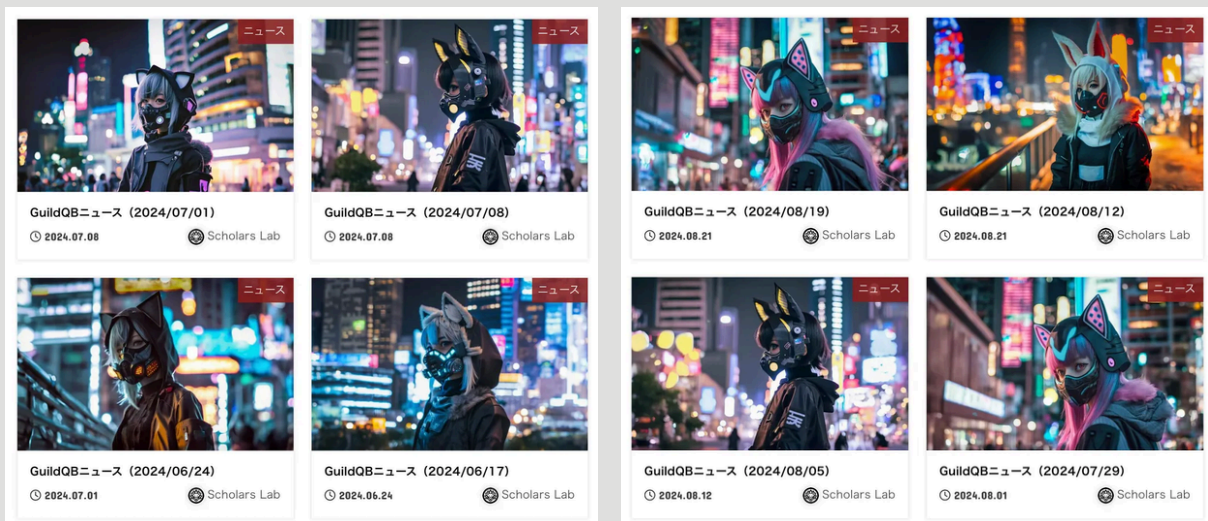 ニュース
ニュース
GuildQBニュース（2024/07/01）
2024.07.08
Scholars Lab
GuildQBニュース（2024/07/08）
2024.07.08
Scholars Lab
ニュース
ニュース
GuildQBニュース（2024/06/24）
2024.07.01
Scholars Lab
GuildQBニュース（2024/06/17）
2024.06.24
Scholars Lab
ニュース
ニュース
GuildQBニュース（2024/08/19）
2024.08.21
Scholars Lab
GuildQBニュース（2024/08/12）
2024.08.21
Scholars Lab
ニュース
ニュース
GuildQBニュース（2024/08/05）
2024.08.12
Scholars Lab
GuildQBニュース（2024/07/29）
2024.08.01
Scholars Lab